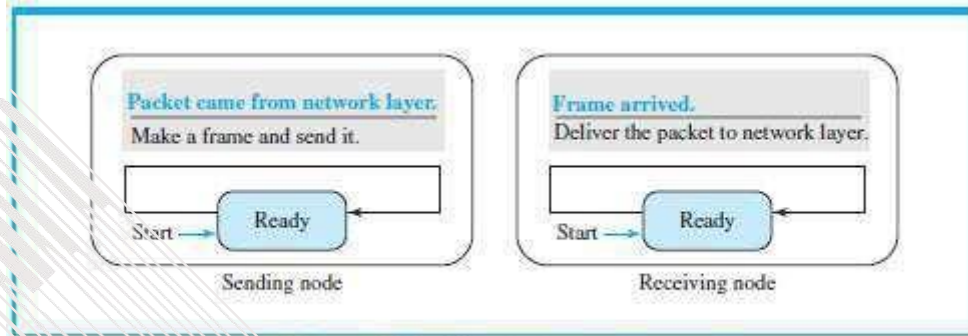 Packet came from network layer.
Make a frame and send it.
Start
Ready
Sending node
Frame arrived.
Deliver the packet to network layer.
Start
Ready
Receiving node